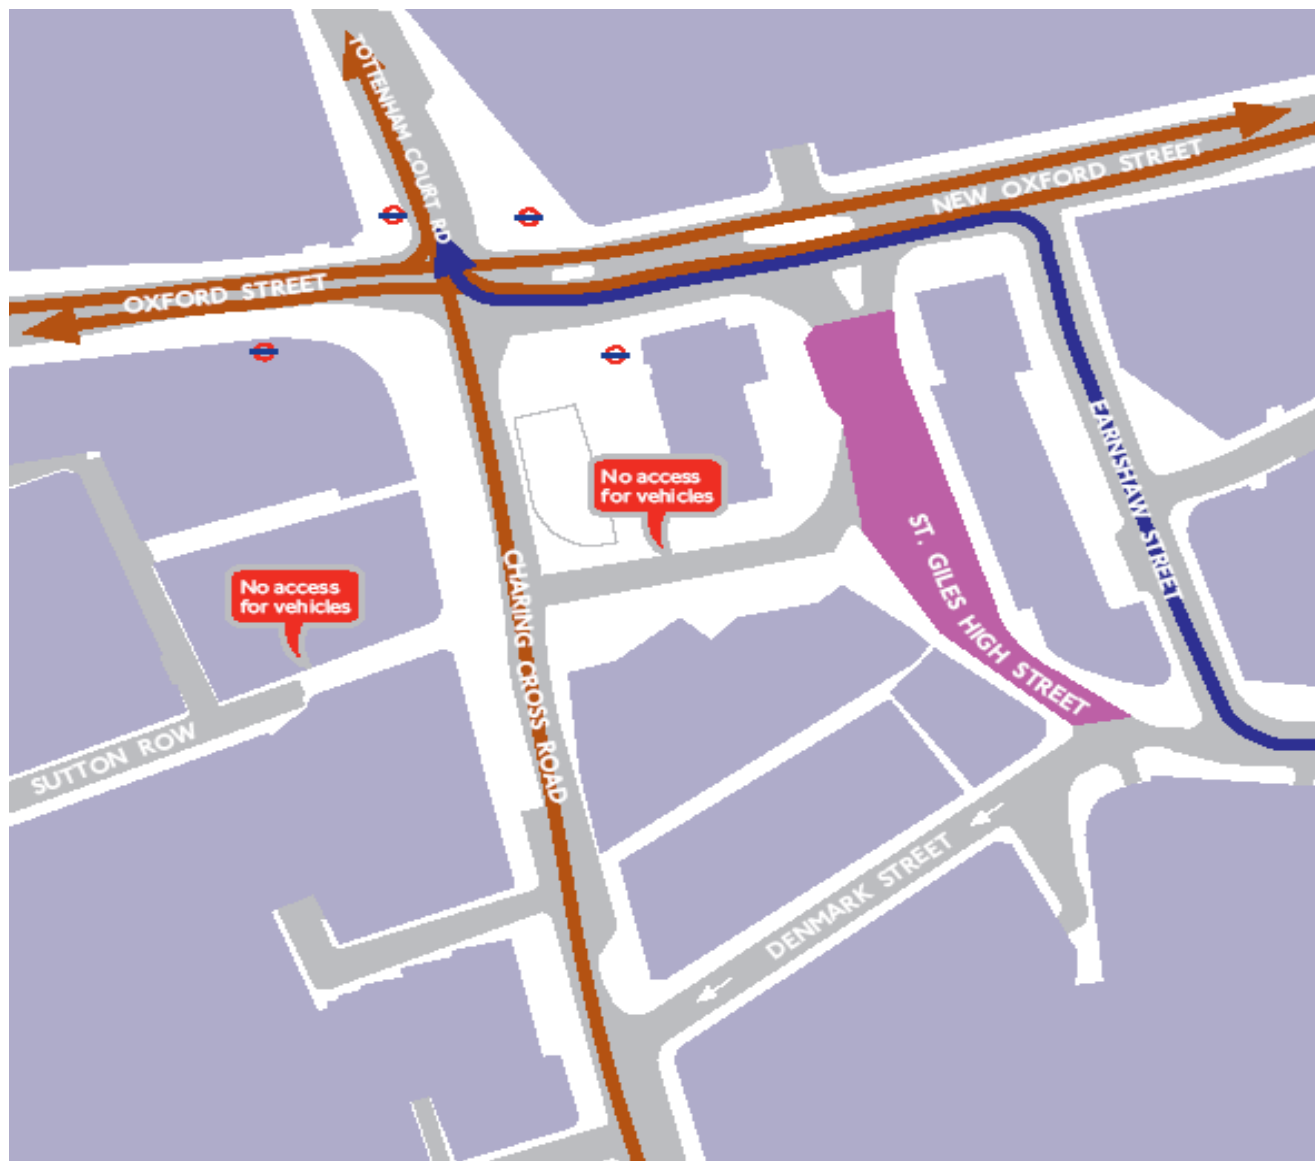 TOTTENHAM COURT RD
NEW OXFORD STREET
OXFORD STREET
EARNSHAW STREET
No access
for vehicles
ST. GILES HIGH STREET
CHARING CROSS ROAD
No access
for vehicles
SUTTON ROW
DENMARK STREET